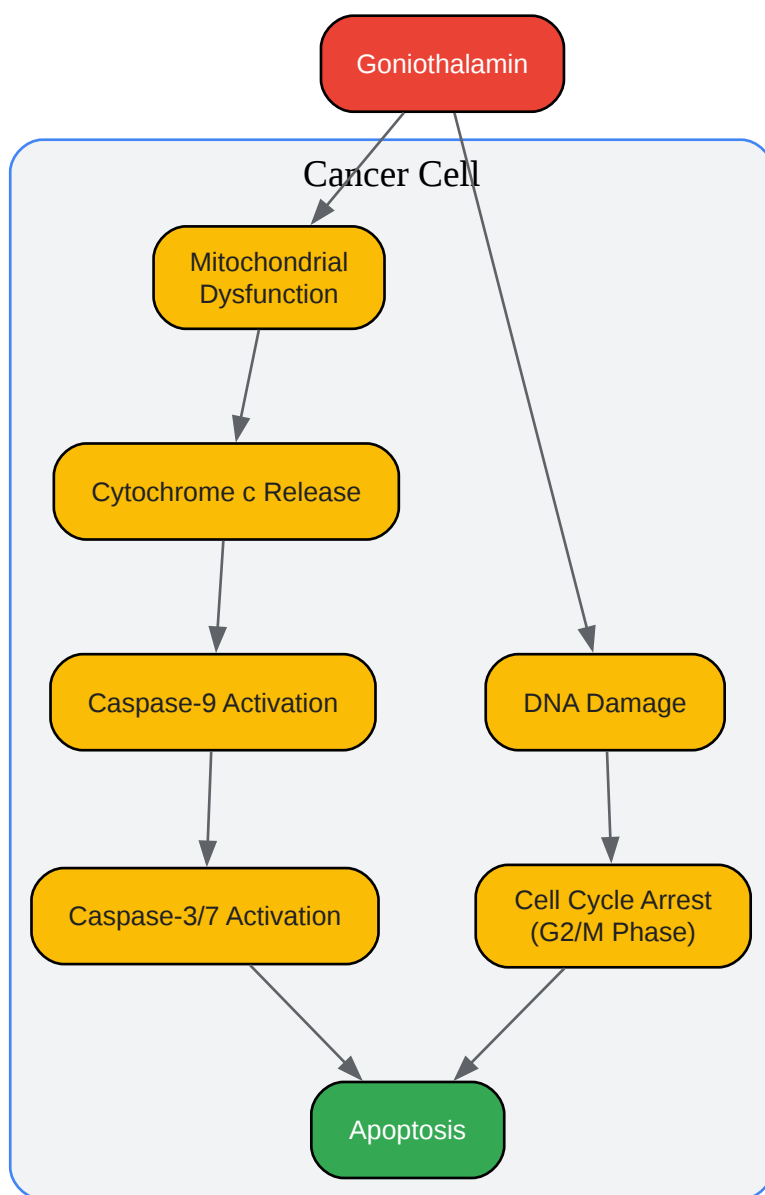 Goniothalamin
Cancer Cell
Mitochondrial
Dysfunction
Cytochrome c Release
Caspase-9 Activation
DNA Damage
Caspase-3/7 Activation
Cell Cycle Arrest
(G2/M Phase)
Apoptosis